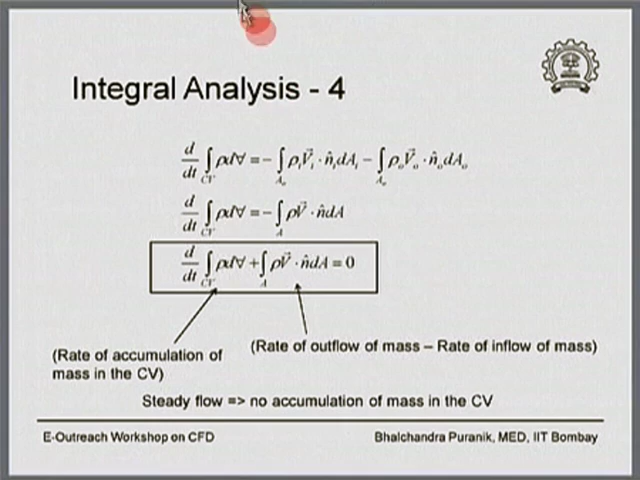 Integral Analysis - 4
d/dt ∫_CV ρd∀ = − ∫_Ao ρ_i V⃗_i · n̂_i dA_i − ∫_Ao ρ_o V⃗_o · n̂_o dA_o
d/dt ∫_CV ρd∀ = − ∫_A ρV⃗ · n̂dA
d/dt ∫_CV ρd∀ + ∫_A ρV⃗ · n̂dA = 0
(Rate of outflow of mass – Rate of inflow of mass)
(Rate of accumulation of
mass in the CV)
Steady flow => no accumulation of mass in the CV
E-Outreach Workshop on CFD
Bhalchandra Puranik, MED, IIT Bombay